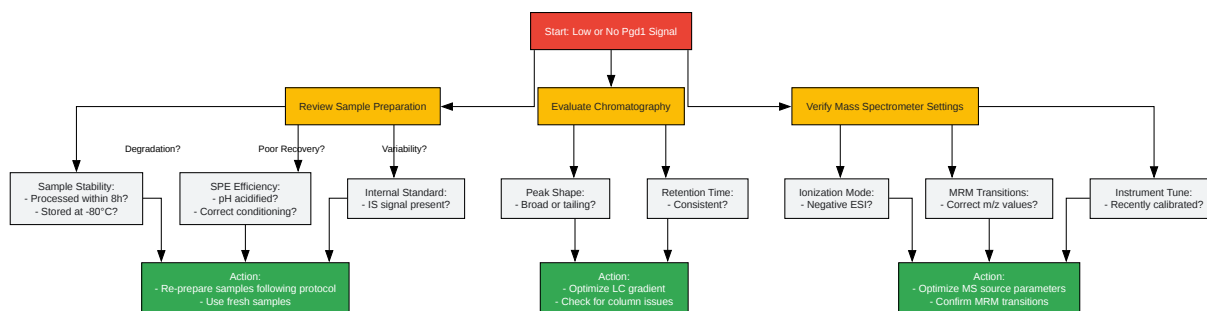 Start: Low or No Pgd1 Signal
Review Sample Preparation
Evaluate Chromatography
Verify Mass Spectrometer Settings
Degradation?
Poor Recovery?
Variability?
Sample Stability:
- Processed within 8h?
- Stored at -80°C?
SPE Efficiency:
- pH acidified?
- Correct conditioning?
Internal Standard:
- IS signal present?
Peak Shape:
- Broad or tailing?
Retention Time:
- Consistent?
Ionization Mode:
- Negative ESI?
MRM Transitions:
- Correct m/z values?
Instrument Tune:
- Recently calibrated?
Action:
- Re-prepare samples following protocol
- Use fresh samples
Action:
- Optimize LC gradient
- Check for column issues
Action:
- Optimize MS source parameters
- Confirm MRM transitions